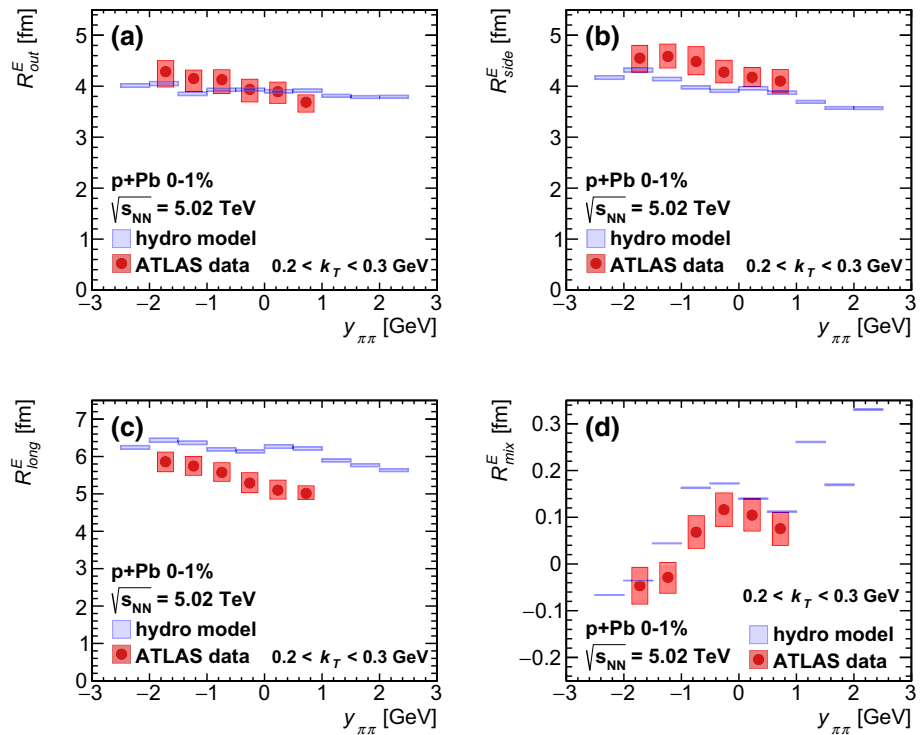 (a)
R^E_out [fm]
5
4
3
2
1
0
p+Pb 0-1%
√s_NN = 5.02 TeV
hydro model
ATLAS data 0.2 < k_T < 0.3 GeV
−3 −2 −1 0 1 2 3
y_ππ [GeV]
(b)
R^E_side [fm]
5
4
3
2
1
0
p+Pb 0-1%
√s_NN = 5.02 TeV
hydro model
ATLAS data 0.2 < k_T < 0.3 GeV
−3 −2 −1 0 1 2 3
y_ππ [GeV]
(c)
R^E_long [fm]
7
6
5
4
3
2
1
0
p+Pb 0-1%
√s_NN = 5.02 TeV
hydro model
ATLAS data 0.2 < k_T < 0.3 GeV
−3 −2 −1 0 1 2 3
y_ππ [GeV]
(d)
R^E_mix [fm]
0.3
0.2
0.1
0
−0.1
−0.2
0.2 < k_T < 0.3 GeV
p+Pb 0-1% hydro model
√s_NN = 5.02 TeV ATLAS data
−3 −2 −1 0 1 2 3
y_ππ [GeV]